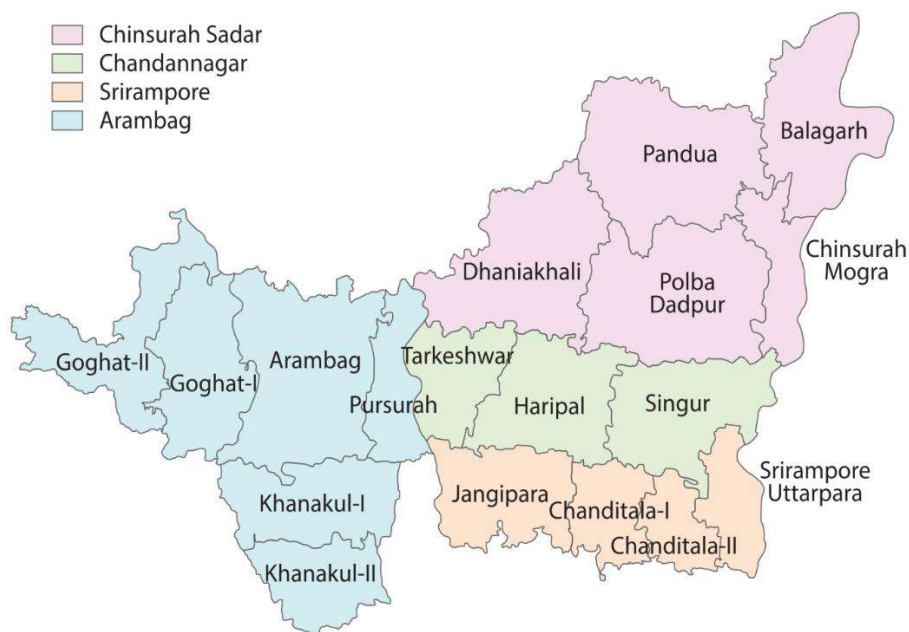 Chinsurah Sadar
Chandannagar
Srirampore
Arambag
Balagarh
Pandua
Chinsurah
Mogra
Dhaniakhali
Polba
Dadpur
Goghat-II
Goghat-I
Arambag
Pursurah
Tarkeshwar
Haripal
Singur
Srirampore
Uttarpara
Khanakul-I
Jangipara
Chanditala-I
Chanditala-II
Khanakul-II